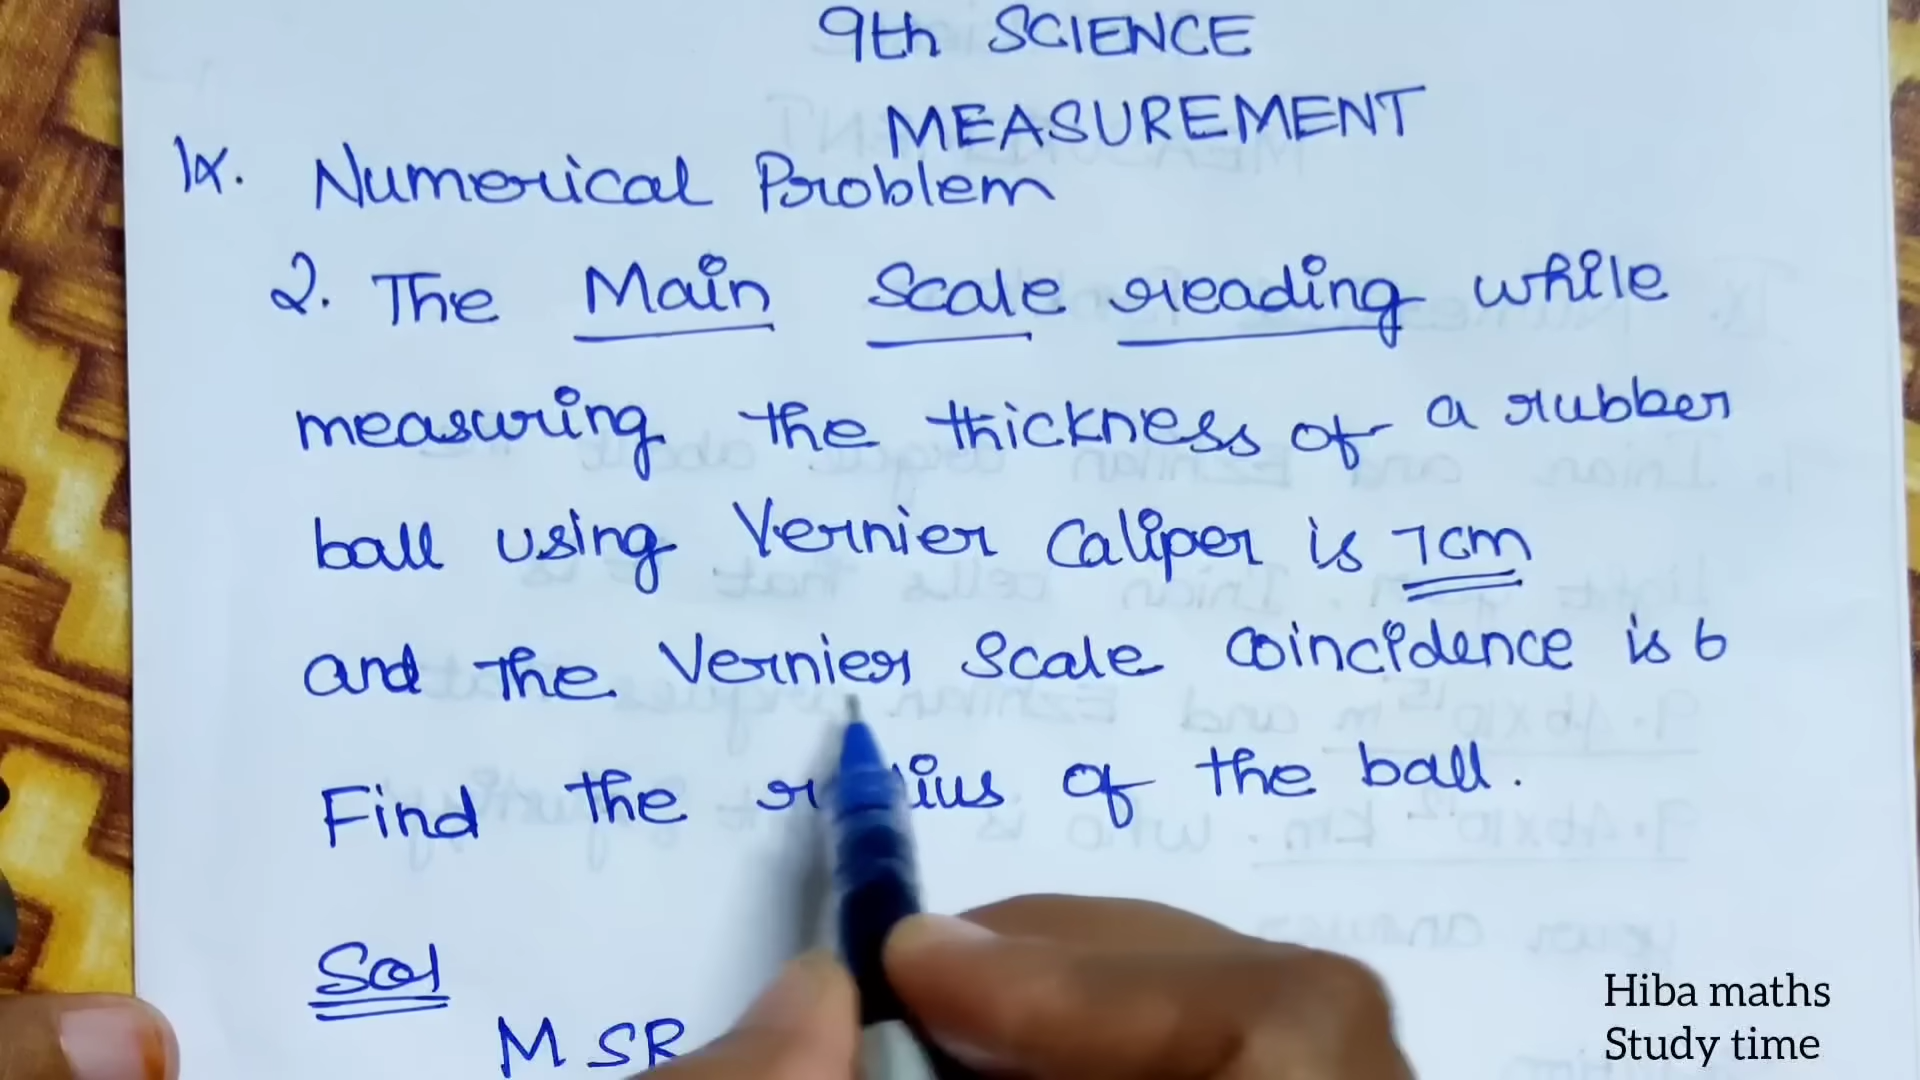 9th SCIENCE
MEASUREMENT
IX. Numerical Problem
2. The Main Scale reading while
measuring the thickness of a rubber
ball using Vernier Caliper is 7cm
and the Vernier Scale coincidence is 6
Find the of the ball.
Sol
MSR
Hiba maths
Study time